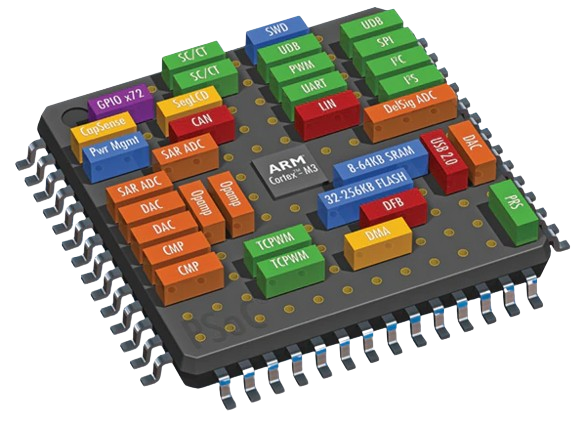 SWD
UDB
SC/CT
UDB
SPI
SC/CT
PWM
I²C
GPIO x72
SegLCD
UART
I²S
CapSense
CAN
LIN
DelSig ADC
Pwr Mgmt
SAR ADC
ARM
Cortex™-M3
8-64KB SRAM
USB 2.0
DAC
SAR ADC
Opamp
Opamp
32-256KB FLASH
DAC
DFB
PRS
DAC
TCPWM
DMA
CMP
TCPWM
CMP